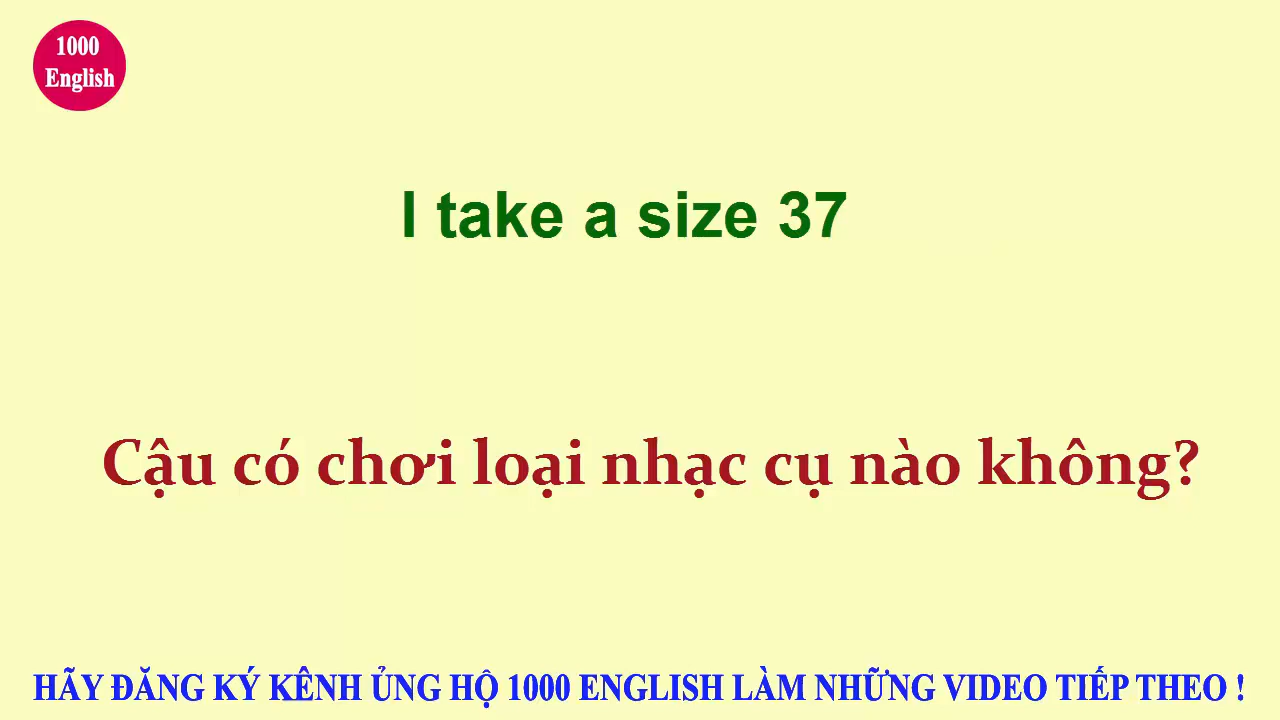 1000
English
I take a size 37
Cậu có chơi loại nhạc cụ nào không?
HÃY ĐĂNG KÝ KÊNH ỦNG HỘ 1000 ENGLISH LÀM NHỮNG VIDEO TIẾP THEO !